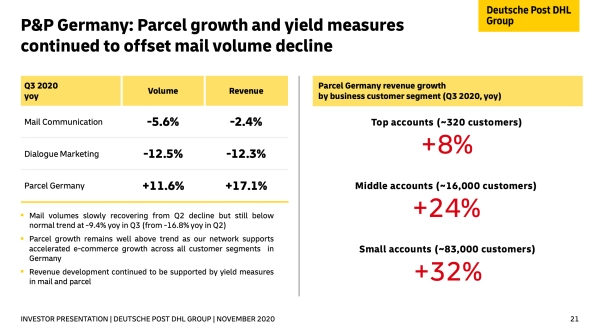 P&P Germany: Parcel growth and yield measures
continued to offset mail volume decline
Deutsche Post DHL
Group
Q3 2020
yoy
Volume
Revenue
Mail Communication
-5.6%
-2.4%
Dialogue Marketing
-12.5%
-12.3%
Parcel Germany
+11.6%
+17.1%
Mail volumes slowly recovering from Q2 decline but still below
normal trend at -9.4% yoy in Q3 (from -16.8% yoy in Q2)
Parcel growth remains well above trend as our network supports
accelerated e-commerce growth across all customer segments in
Germany
Revenue development continued to be supported by yield measures
in mail and parcel
Parcel Germany revenue growth
by business customer segment (Q3 2020, yoy)
Top accounts (~320 customers)
+8%
Middle accounts (~16,000 customers)
+24%
Small accounts (~83,000 customers)
+32%
INVESTOR PRESENTATION | DEUTSCHE POST DHL GROUP | NOVEMBER 2020
21